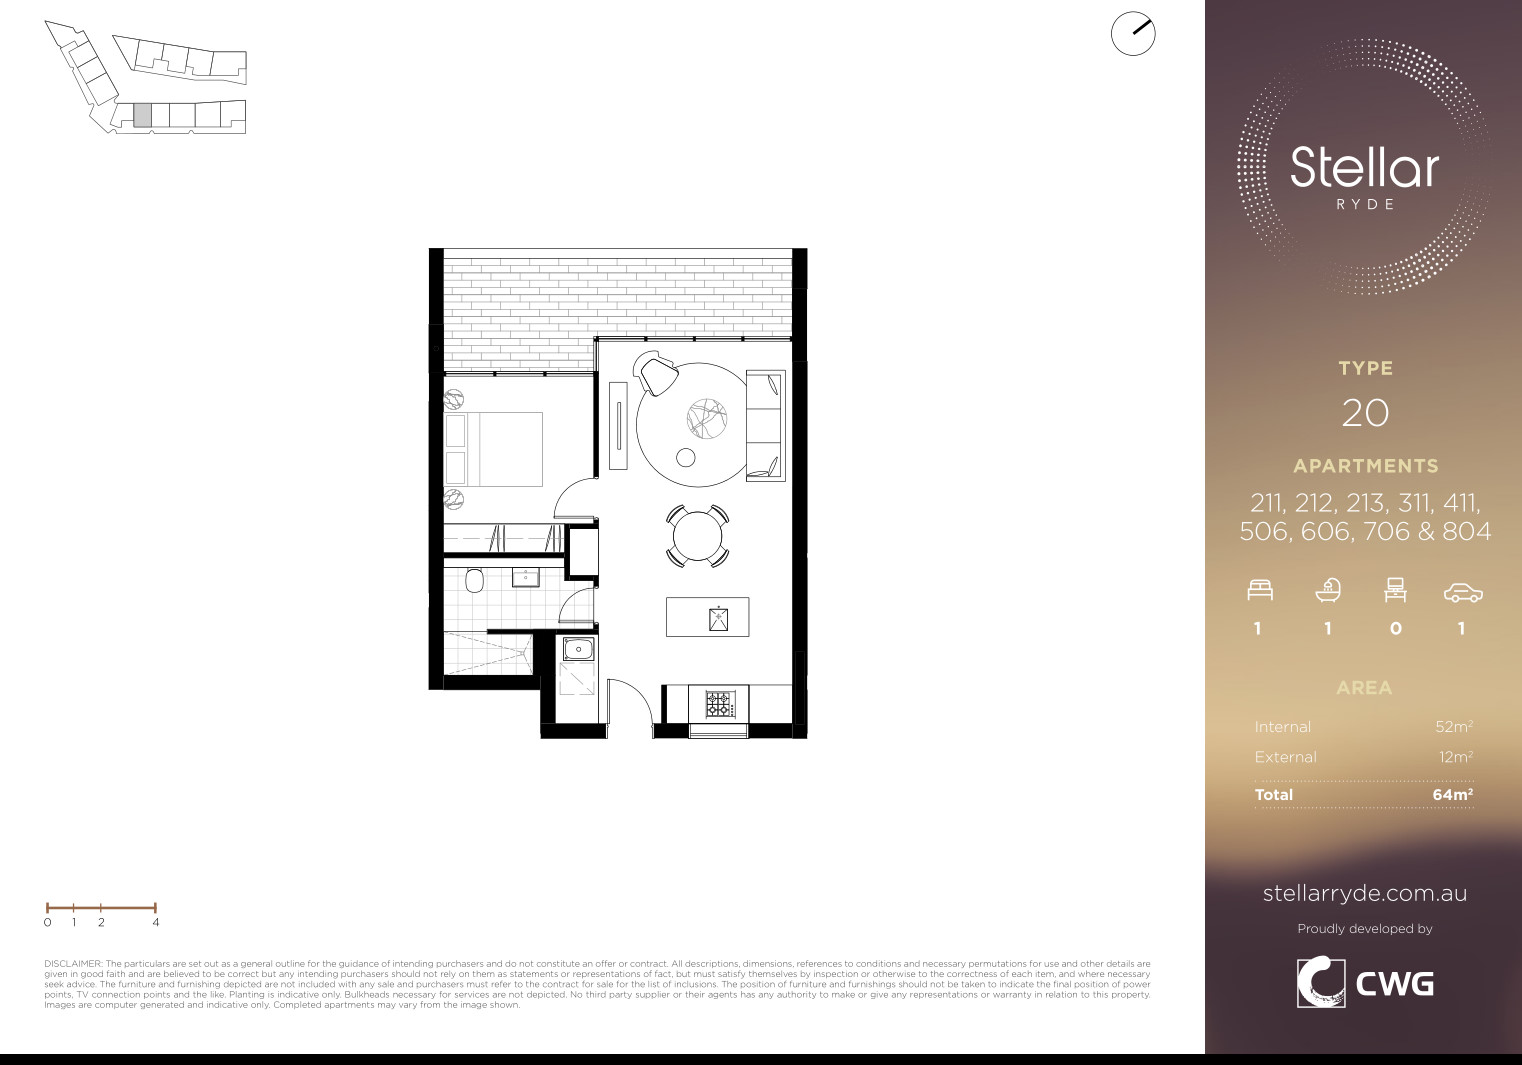 Stellar
RYDE
TYPE
20
APARTMENTS
211, 212, 213, 311, 411,
506, 606, 706 & 804
1 1 0 1
AREA
Internal 52m²
External 12m²
Total 64m²
stellarryde.com.au
Proudly developed by
CWG
0 1 2 4
DISCLAIMER: The particulars are set out as a general outline for the guidance of intending purchasers and do not constitute an offer or contract. All descriptions, dimensions, references to conditions and necessary permutations for use and other details are
given in good faith and are believed to be correct but any intending purchasers should not rely on them as statements or representations of fact, but must satisfy themselves by inspection or otherwise to the correctness of each item, and where necessary
seek advice. The furniture and furnishing depicted are not included with any sale and purchasers must refer to the contract for sale for the list of inclusions. The position of furniture and furnishings should not be taken to indicate the final position of power
points, TV connection points and the like. Planting is indicative only. Bulkheads necessary for services are not depicted. No third party supplier or their agents has any authority to make or give any representations or warranty in relation to this property.
Images are computer generated and indicative only. Completed apartments may vary from the image shown.